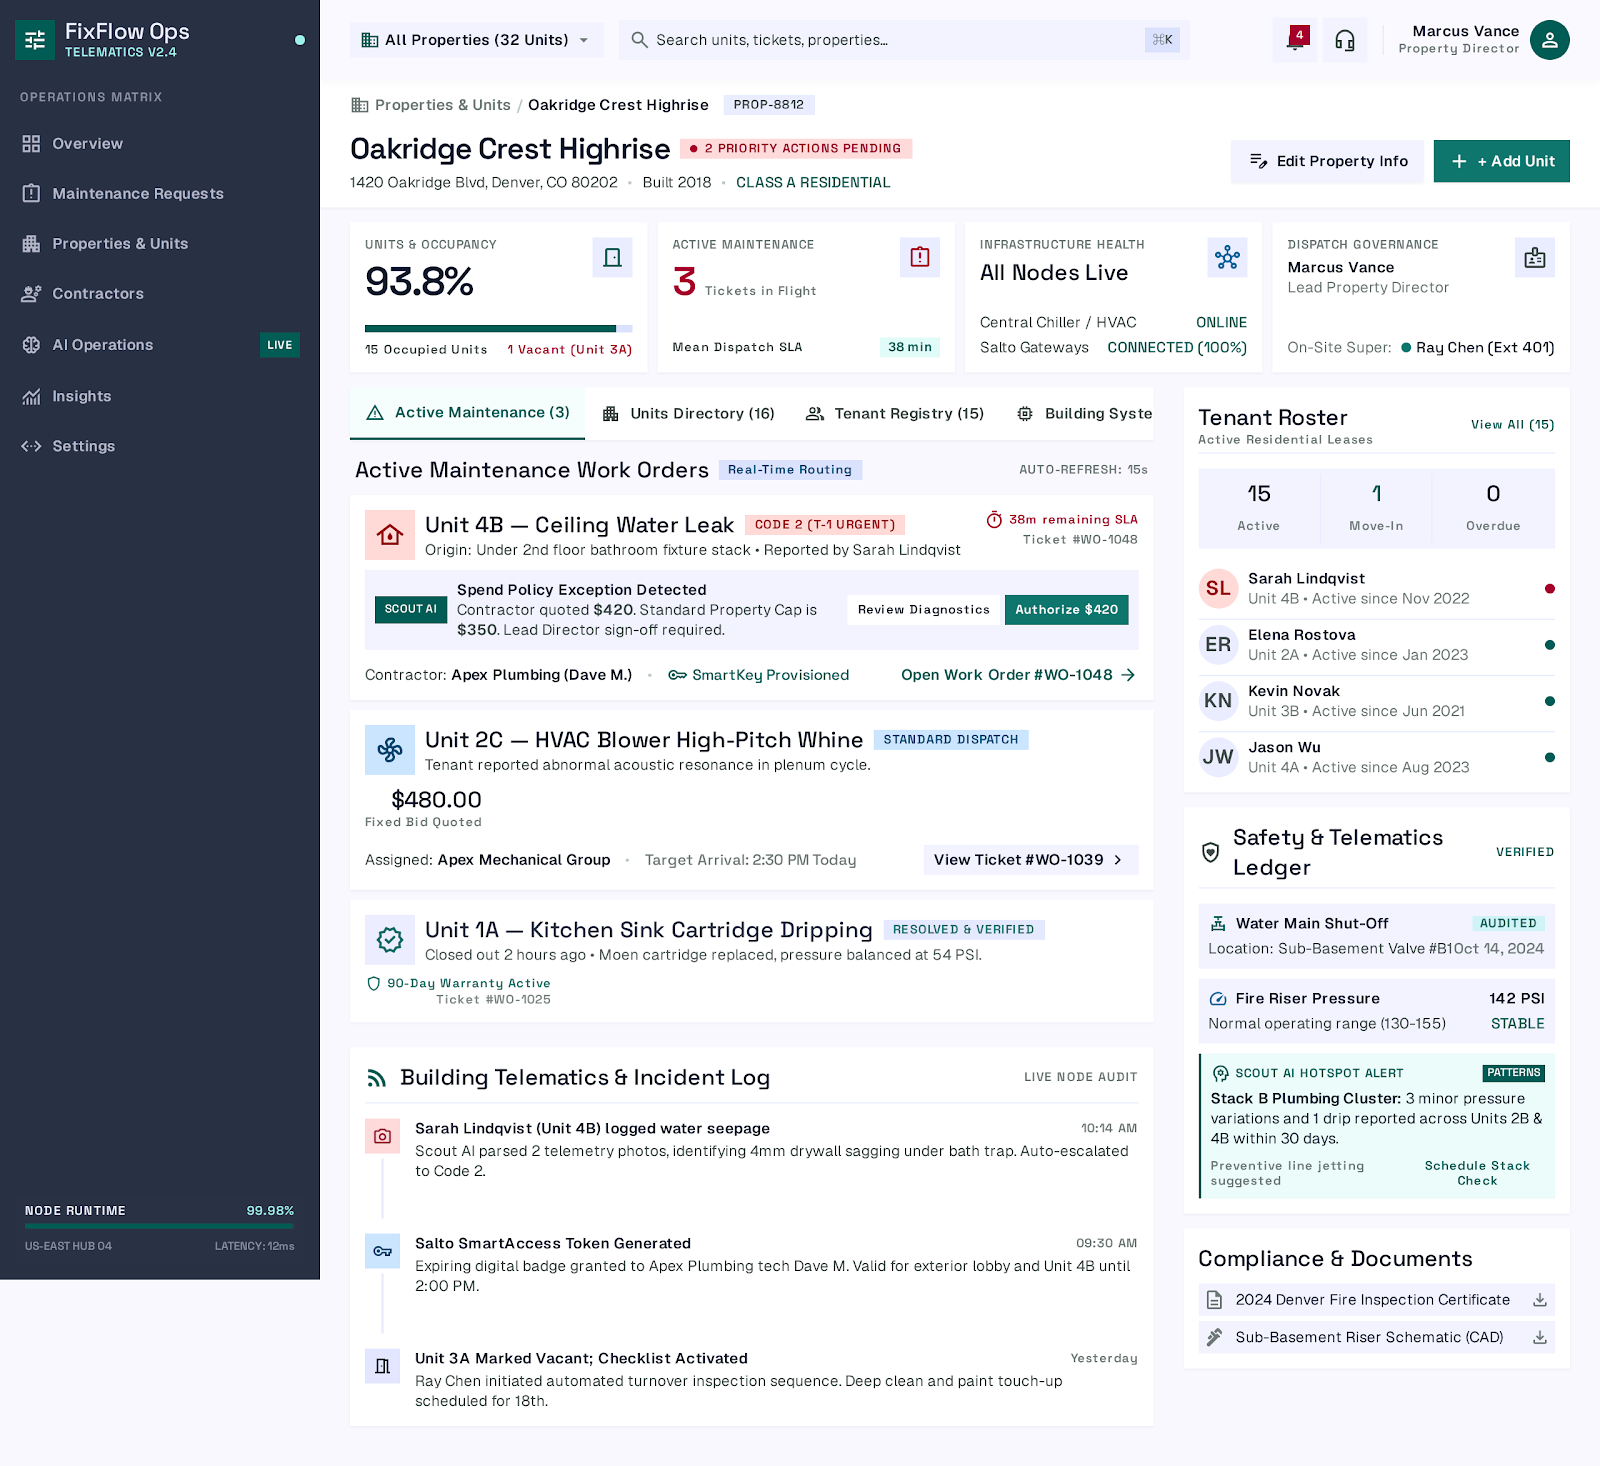 FixFlow Ops
TELEMATICS V2.4
OPERATIONS MATRIX
Overview
Maintenance Requests
Properties & Units
Contractors
AI Operations
LIVE
Insights
Settings
NODE RUNTIME
99.98%
US-EAST HUB 04
LATENCY: 12ms
All Properties (32 Units)
Search units, tickets, properties...
⌘K
4
Marcus Vance
Property Director
Properties & Units / Oakridge Crest Highrise
PROP-8812
Oakridge Crest Highrise
2 PRIORITY ACTIONS PENDING
1420 Oakridge Blvd, Denver, CO 80202 • Built 2018 • CLASS A RESIDENTIAL
Edit Property Info
+ Add Unit
UNITS & OCCUPANCY
93.8%
15 Occupied Units
1 Vacant (Unit 3A)
ACTIVE MAINTENANCE
3 Tickets in Flight
Mean Dispatch SLA
38 min
INFRASTRUCTURE HEALTH
All Nodes Live
Central Chiller / HVAC
ONLINE
Salto Gateways
CONNECTED (100%)
DISPATCH GOVERNANCE
Marcus Vance
Lead Property Director
On-Site Super:
Ray Chen (Ext 401)
Active Maintenance (3)
Units Directory (16)
Tenant Registry (15)
Building Syste
Active Maintenance Work Orders
Real-Time Routing
AUTO-REFRESH: 15s
Unit 4B — Ceiling Water Leak
CODE 2 (T-1 URGENT)
Origin: Under 2nd floor bathroom fixture stack • Reported by Sarah Lindqvist
38m remaining SLA
Ticket #WO-1048
SCOUT AI
Spend Policy Exception Detected
Contractor quoted $420. Standard Property Cap is
$350. Lead Director sign-off required.
Review Diagnostics
Authorize $420
Contractor: Apex Plumbing (Dave M.)
•
SmartKey Provisioned
Open Work Order #WO-1048
Unit 2C — HVAC Blower High-Pitch Whine
STANDARD DISPATCH
Tenant reported abnormal acoustic resonance in plenum cycle.
$480.00
Fixed Bid Quoted
Assigned: Apex Mechanical Group
•
Target Arrival: 2:30 PM Today
View Ticket #WO-1039
Unit 1A — Kitchen Sink Cartridge Dripping
RESOLVED & VERIFIED
Closed out 2 hours ago • Moen cartridge replaced, pressure balanced at 54 PSI.
90-Day Warranty Active
Ticket #WO-1025
Building Telematics & Incident Log
LIVE NODE AUDIT
Sarah Lindqvist (Unit 4B) logged water seepage
10:14 AM
Scout AI parsed 2 telemetry photos, identifying 4mm drywall sagging under bath trap. Auto-escalated
to Code 2.
Salto SmartAccess Token Generated
09:30 AM
Expiring digital badge granted to Apex Plumbing tech Dave M. Valid for exterior lobby and Unit 4B until
2:00 PM.
Unit 3A Marked Vacant; Checklist Activated
Yesterday
Ray Chen initiated automated turnover inspection sequence. Deep clean and paint touch-up
scheduled for 18th.
Tenant Roster
Active Residential Leases
View All (15)
15
Active
1
Move-In
0
Overdue
SL
Sarah Lindqvist
Unit 4B • Active since Nov 2022
ER
Elena Rostova
Unit 2A • Active since Jan 2023
KN
Kevin Novak
Unit 3B • Active since Jun 2021
JW
Jason Wu
Unit 4A • Active since Aug 2023
Safety & Telematics
Ledger
VERIFIED
Water Main Shut-Off
AUDITED
Location: Sub-Basement Valve #B1
Oct 14, 2024
Fire Riser Pressure
142 PSI
Normal operating range (130-155)
STABLE
SCOUT AI HOTSPOT ALERT
PATTERNS
Stack B Plumbing Cluster: 3 minor pressure
variations and 1 drip reported across Units 2B &
4B within 30 days.
Preventive line jetting
suggested
Schedule Stack
Check
Compliance & Documents
2024 Denver Fire Inspection Certificate
Sub-Basement Riser Schematic (CAD)